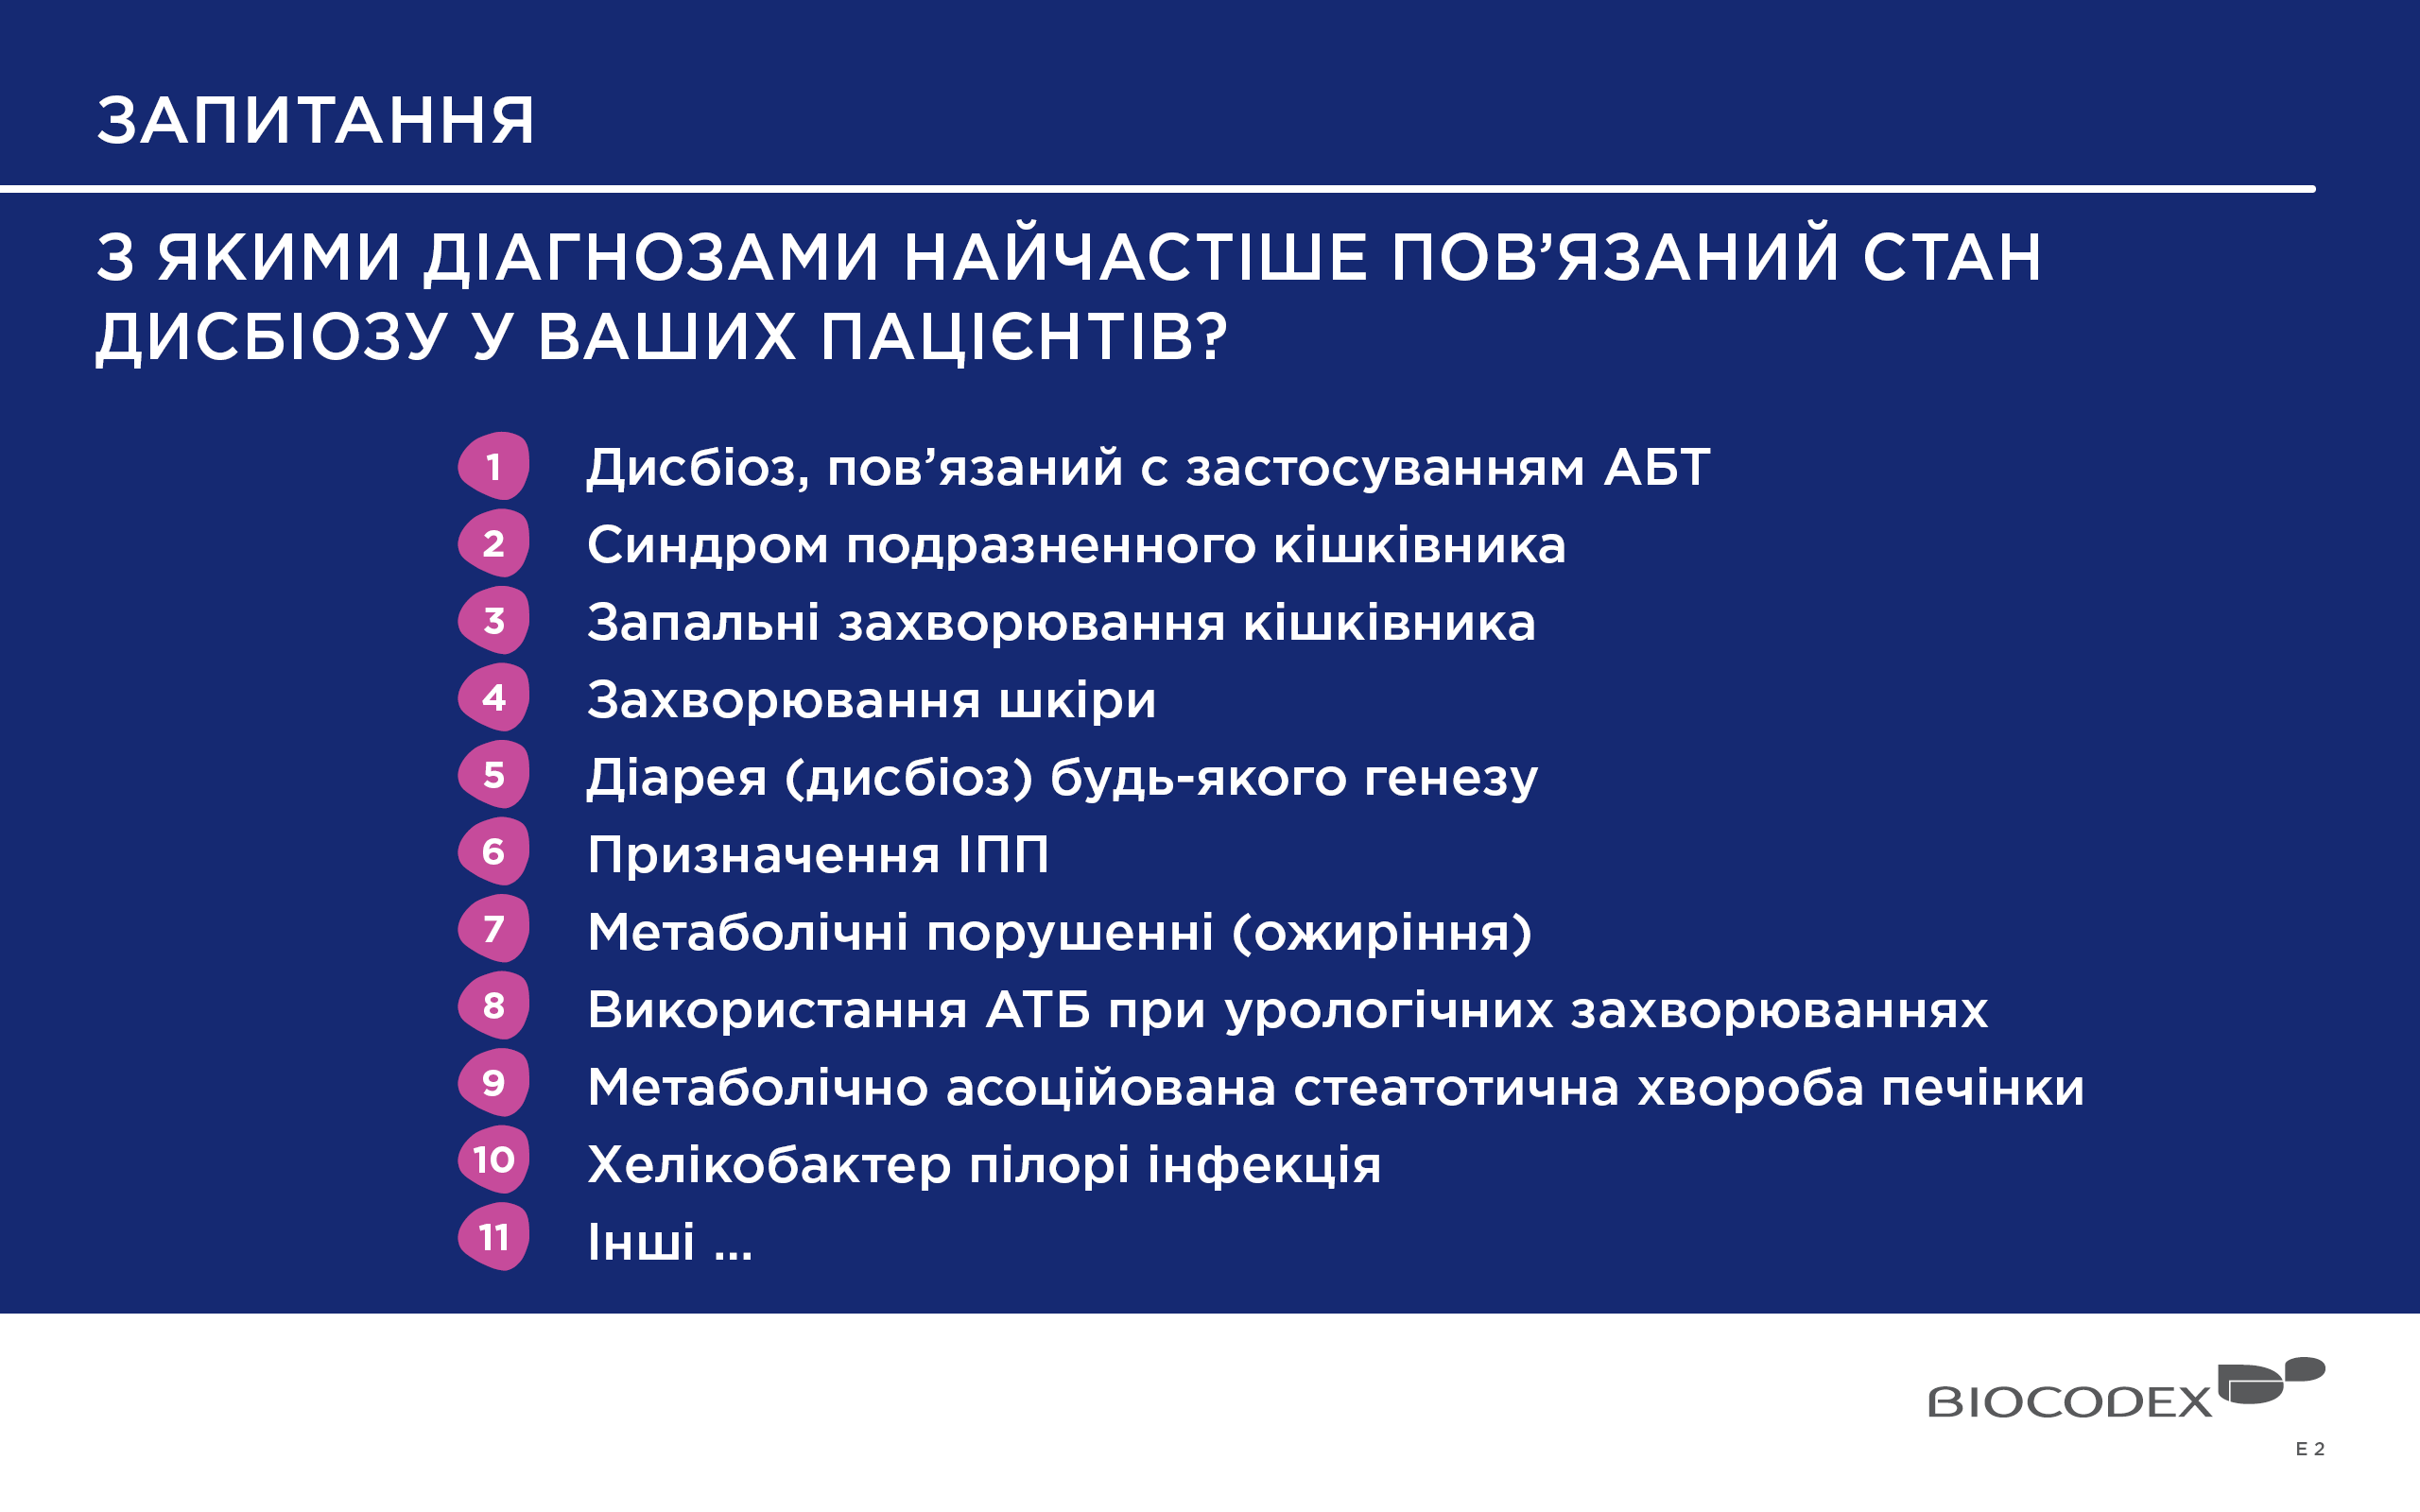 ЗАПИТАННЯ
З ЯКИМИ ДІАГНОЗАМИ НАЙЧАСТІШЕ ПОВ’ЯЗАНИЙ СТАН
ДИСБІОЗУ У ВАШИХ ПАЦІЄНТІВ?
1 Дисбіоз, пов’язаний с застосуванням АБТ
2 Синдром подразненного кішківника
3 Запальні захворювання кішківника
4 Захворювання шкіри
5 Діарея (дисбіоз) будь-якого генезу
6 Призначення ІПП
7 Метаболічні порушенні (ожиріння)
8 Використання АТБ при урологічних захворюваннях
9 Метаболічно асоційована стеатотична хвороба печінки
10 Хелікобактер пілорі інфекція
11 Інші ...
BIOCODEX
E 2